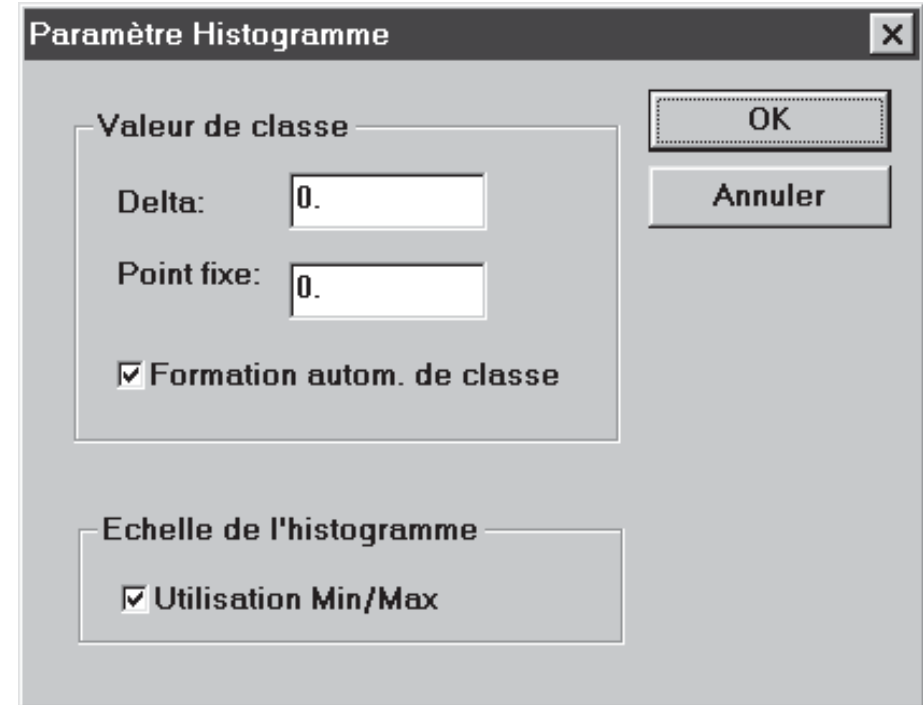 Paramètre Histogramme
Valeur de classe
OK
Delta: 0.
Annuler
Point fixe: 0.
Formation autom. de classe
Echelle de l'histogramme
Utilisation Min/Max